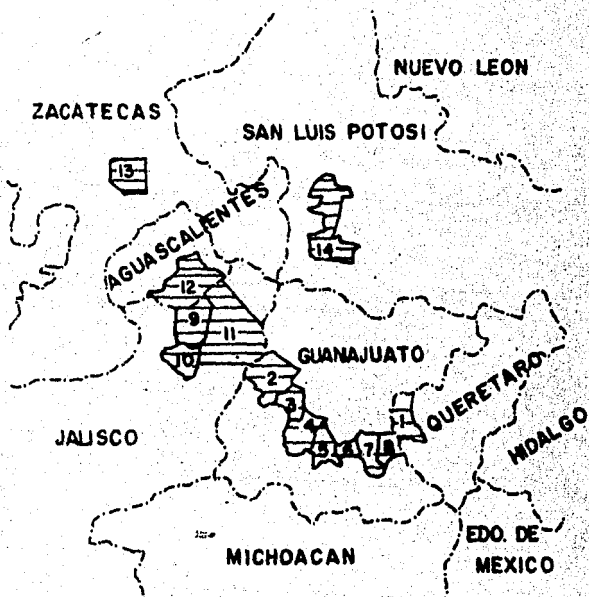 NUEVO LEON
ZACATECAS
SAN LUIS POTOSI
13
AGUASCALIENTES
14
12
9
11
10
GUANAJUATO
2
QUERETARO
3
1
4
JALISCO
5
6
7
8
HIDALGO
EDO. DE
MEXICO
MICHOACAN